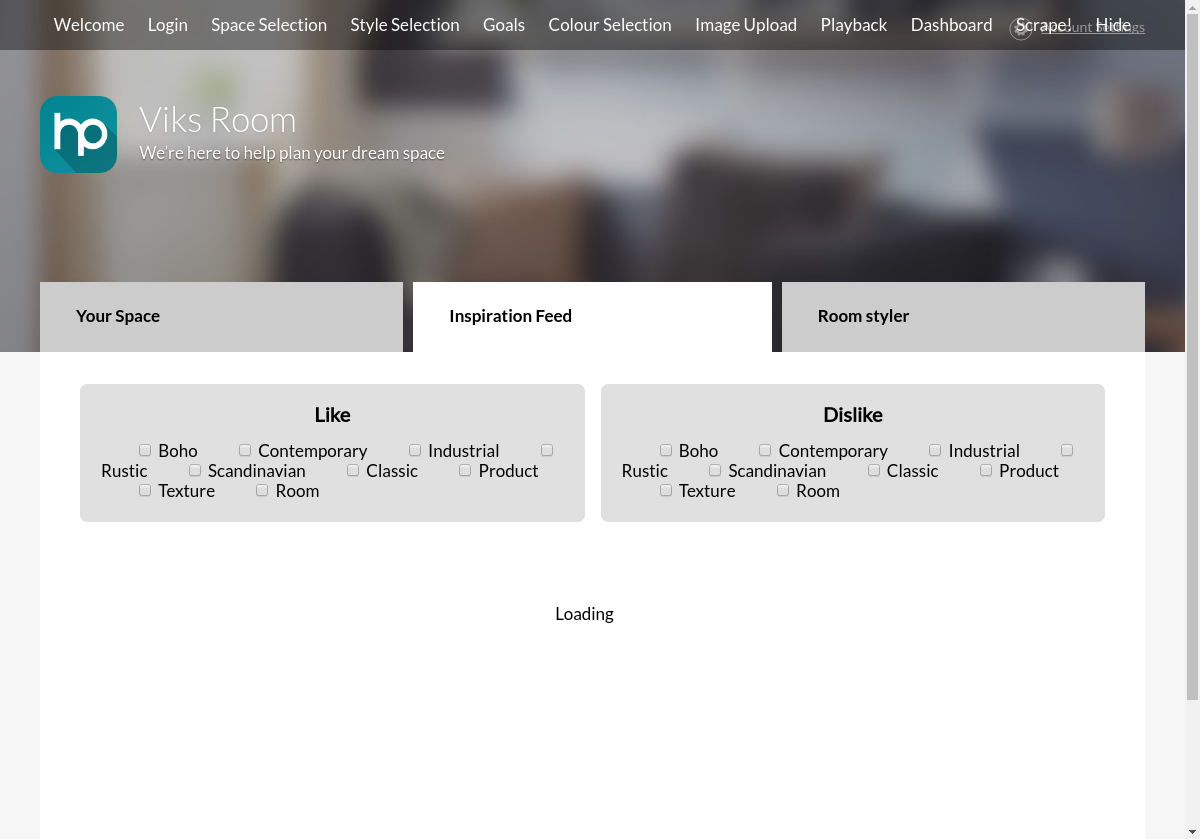 Welcome Login Space Selection Style Selection Goals Colour Selection Image Upload Playback Dashboard Scrape! Hide
Account Settings
hp
Viks Room
We're here to help plan your dream space
Your Space Inspiration Feed Room styler
Like
Boho Contemporary Industrial
Rustic Scandinavian Classic Product
Texture Room
Dislike
Boho Contemporary Industrial
Rustic Scandinavian Classic Product
Texture Room
Loading